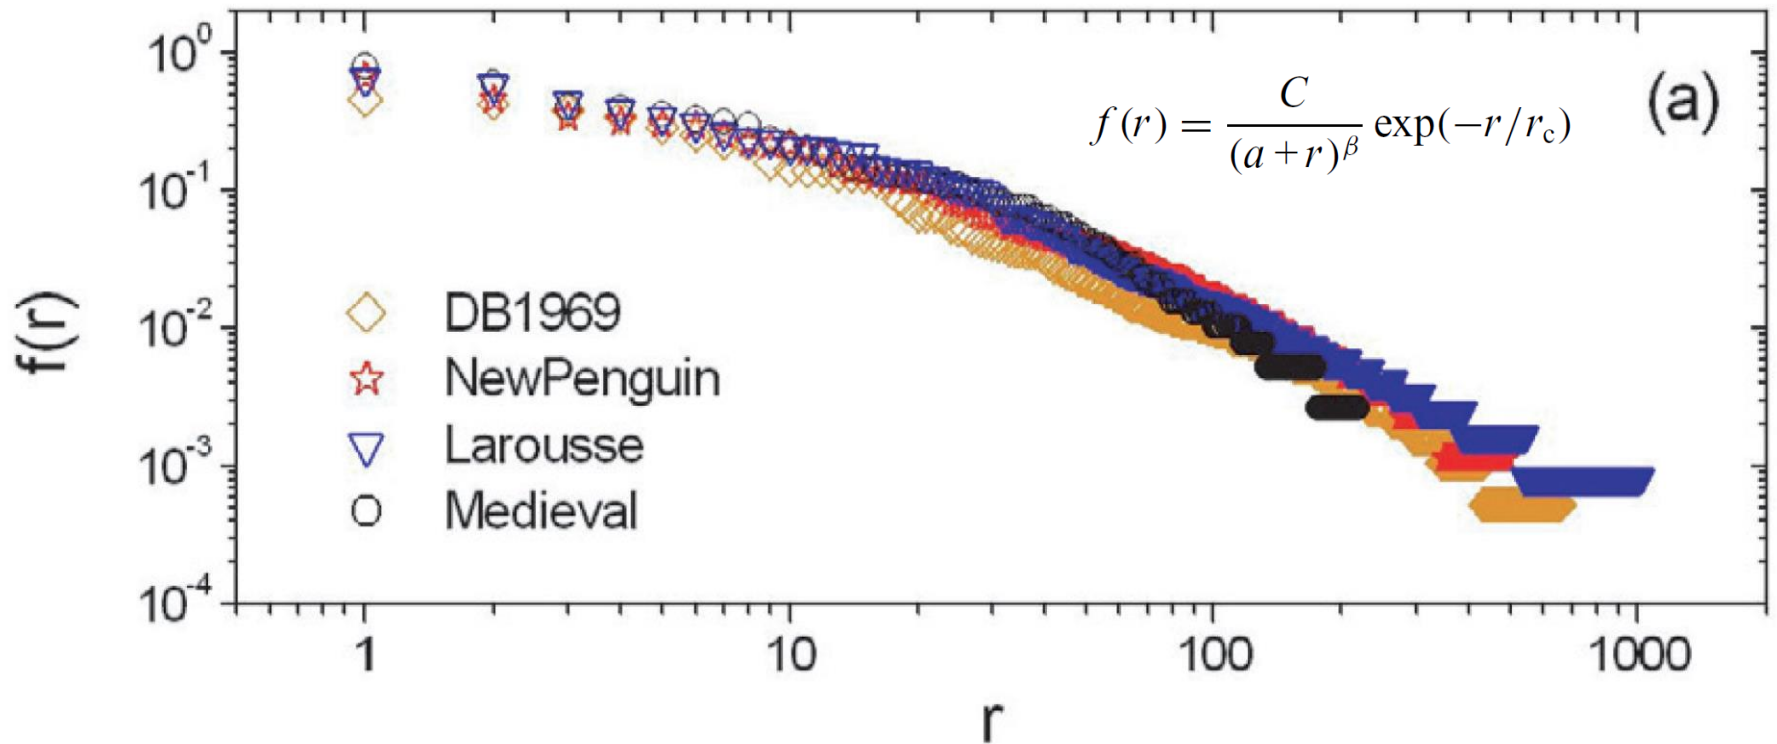 (a)
f(r) = C / (a + r)^β exp(−r/r_c)
f(r)
10^0
10^-1
10^-2
10^-3
10^-4
DB1969
NewPenguin
Larousse
Medieval
1 10 100 1000
r